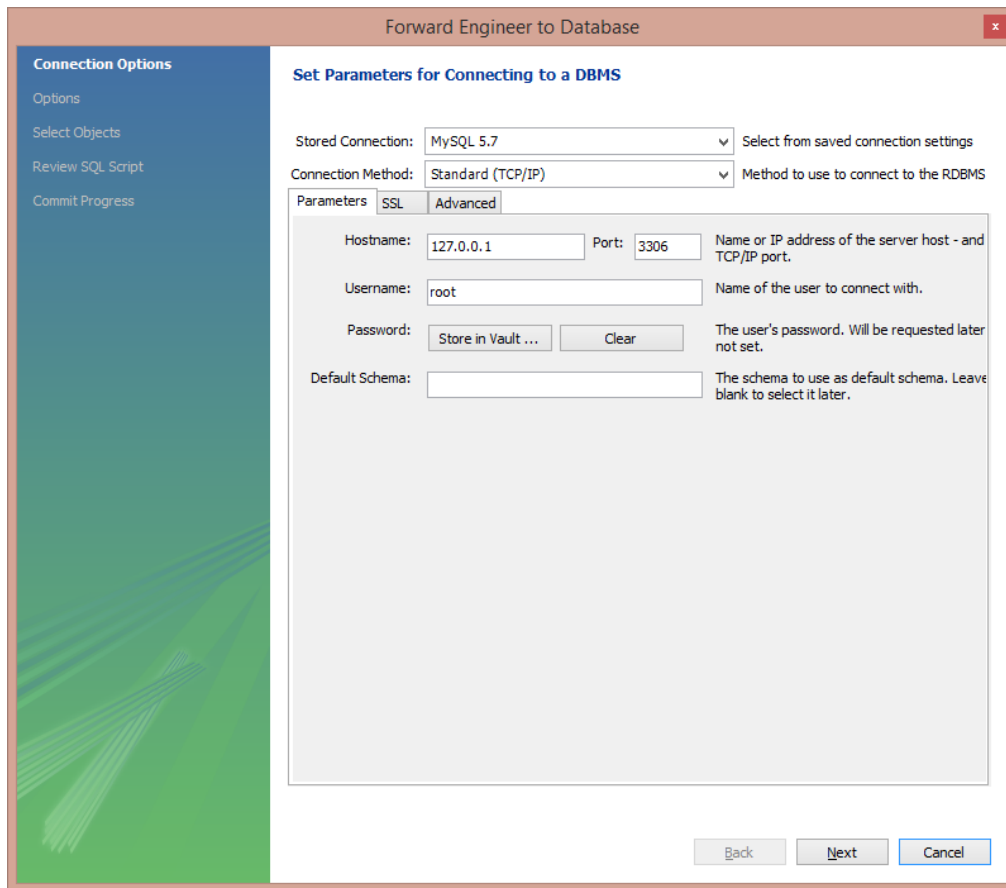 Forward Engineer to Database
x
Connection Options
Options
Select Objects
Review SQL Script
Commit Progress
Set Parameters for Connecting to a DBMS
Stored Connection: MySQL 5.7 Select from saved connection settings
Connection Method: Standard (TCP/IP) Method to use to connect to the RDBMS
Parameters SSL Advanced
Hostname: 127.0.0.1 Port: 3306 Name or IP address of the server host - and
TCP/IP port.
Username: root Name of the user to connect with.
Password: Store in Vault ... Clear The user's password. Will be requested later
not set.
Default Schema: The schema to use as default schema. Leave
blank to select it later.
Back Next Cancel